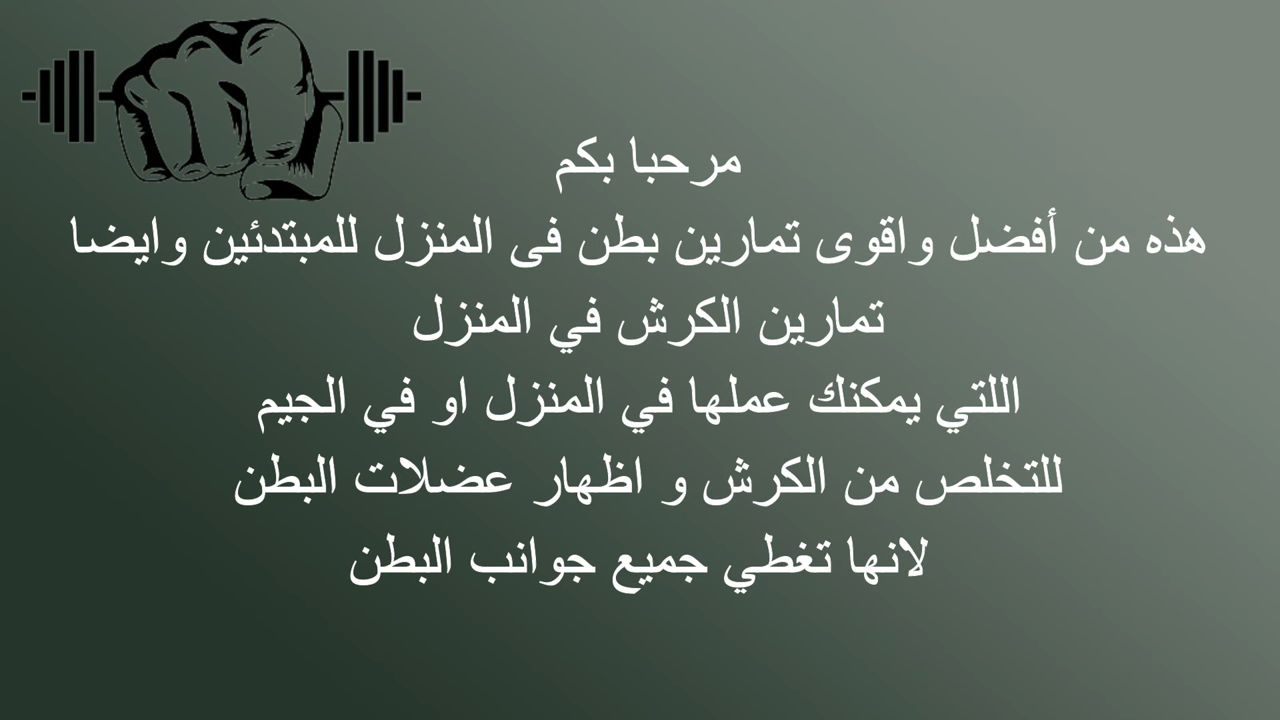 مرحبا بكم
هذه من أفضل واقوى تمارين بطن فى المنزل للمبتدئين وايضا
تمارين الكرش في المنزل
اللتي يمكنك عملها في المنزل او في الجيم
للتخلص من الكرش و اظهار عضلات البطن
لانها تغطي جميع جوانب البطن